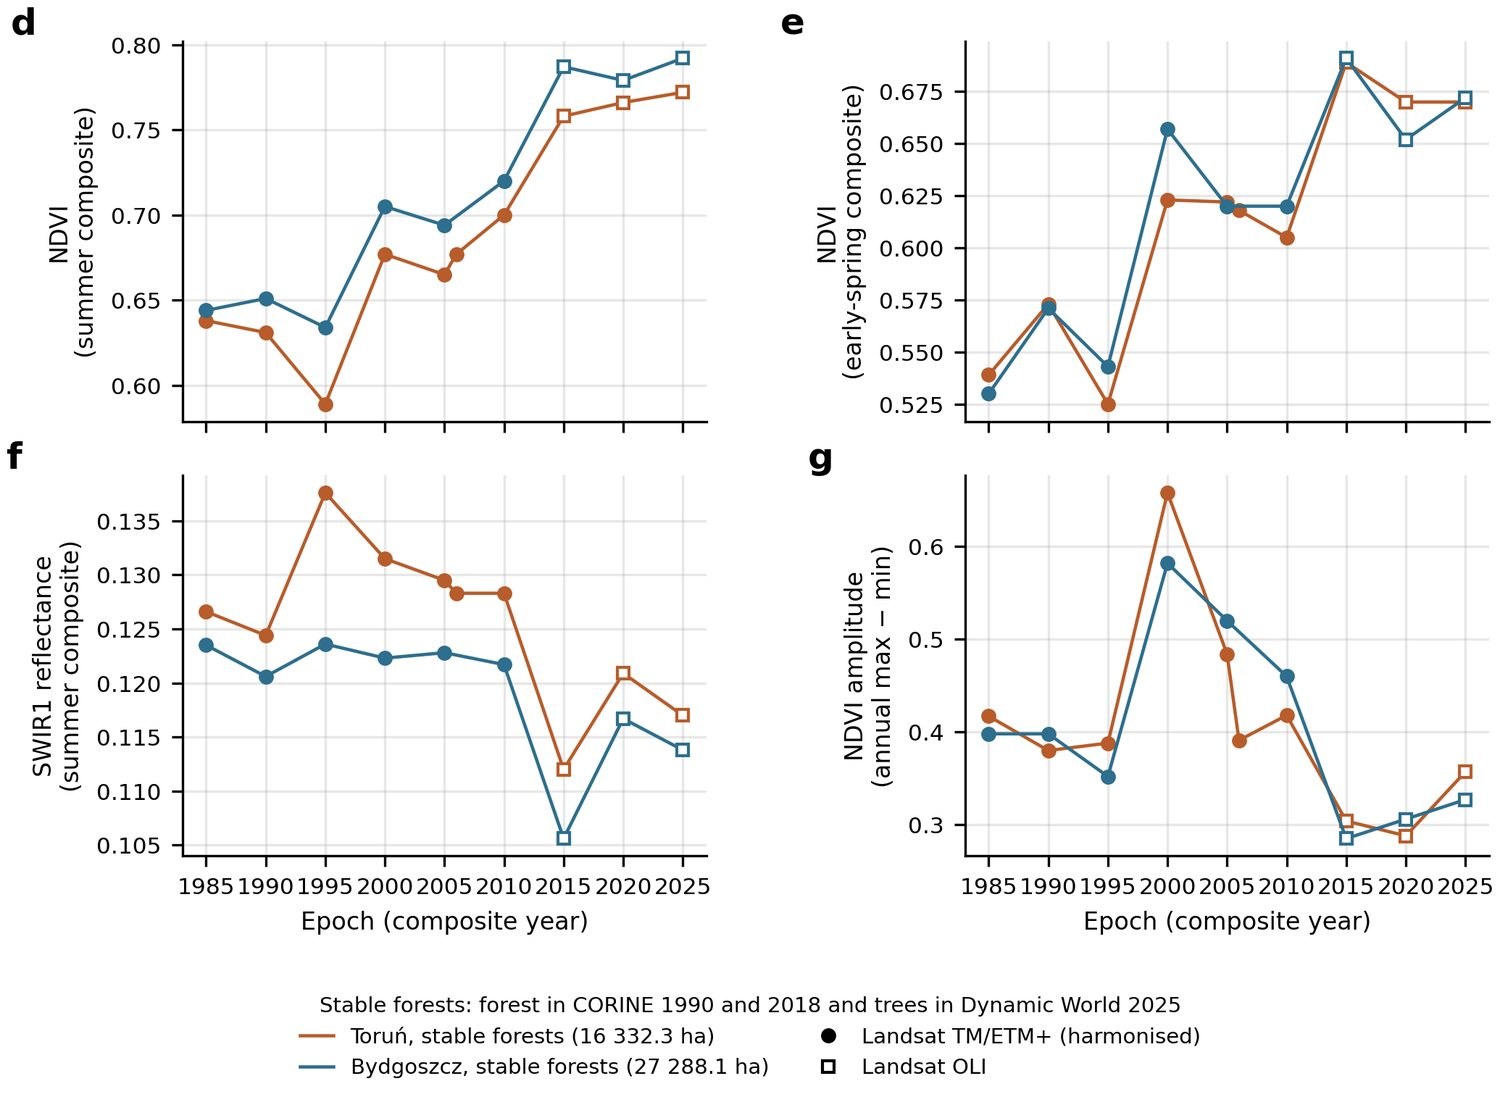 d
NDVI
(summer composite)
0.80
0.75
0.70
0.65
0.60
e
NDVI
(early-spring composite)
0.675
0.650
0.625
0.600
0.575
0.550
0.525
f
SWIR1 reflectance
(summer composite)
0.135
0.130
0.125
0.120
0.115
0.110
0.105
1985 1990 1995 2000 2005 2010 2015 2020 2025
Epoch (composite year)
g
NDVI amplitude
(annual max − min)
0.6
0.5
0.4
0.3
1985 1990 1995 2000 2005 2010 2015 2020 2025
Epoch (composite year)
Stable forests: forest in CORINE 1990 and 2018 and trees in Dynamic World 2025
Toruń, stable forests (16 332.3 ha)
Bydgoszcz, stable forests (27 288.1 ha)
Landsat TM/ETM+ (harmonised)
Landsat OLI